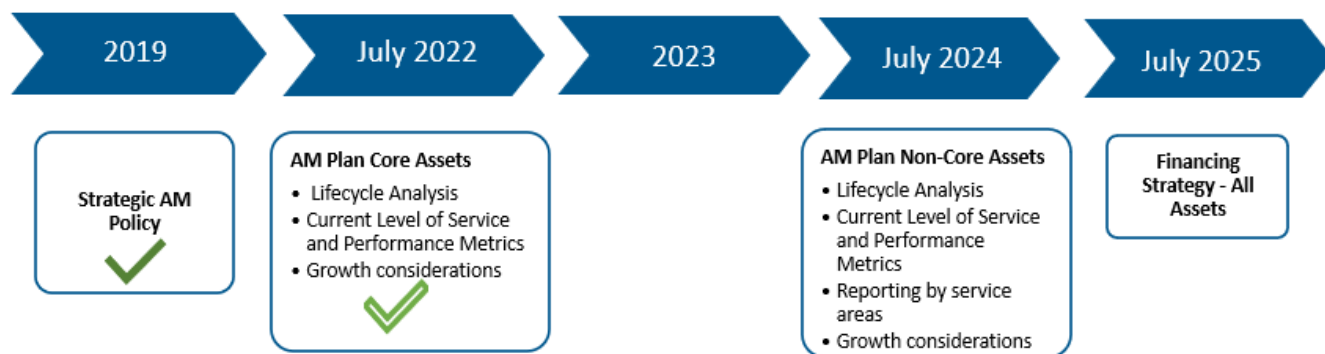 2019
July 2022
2023
July 2024
July 2025
Strategic AM
Policy
AM Plan Core Assets
• Lifecycle Analysis
• Current Level of Service
and Performance Metrics
• Growth considerations
AM Plan Non-Core Assets
• Lifecycle Analysis
• Current Level of Service
and Performance
Metrics
• Reporting by service
areas
• Growth considerations
Financing
Strategy - All
Assets